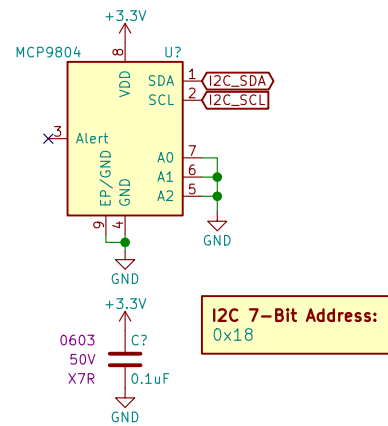 +3.3V
MCP9804
U?
8
VDD
SDA
1
I2C_SDA
SCL
2
I2C_SCL
3
Alert
A0
7
A1
6
A2
5
EP/GND
GND
9
4
GND
GND
+3.3V
0603
C?
50V
X7R
0.1uF
GND
I2C 7-Bit Address:
0x18